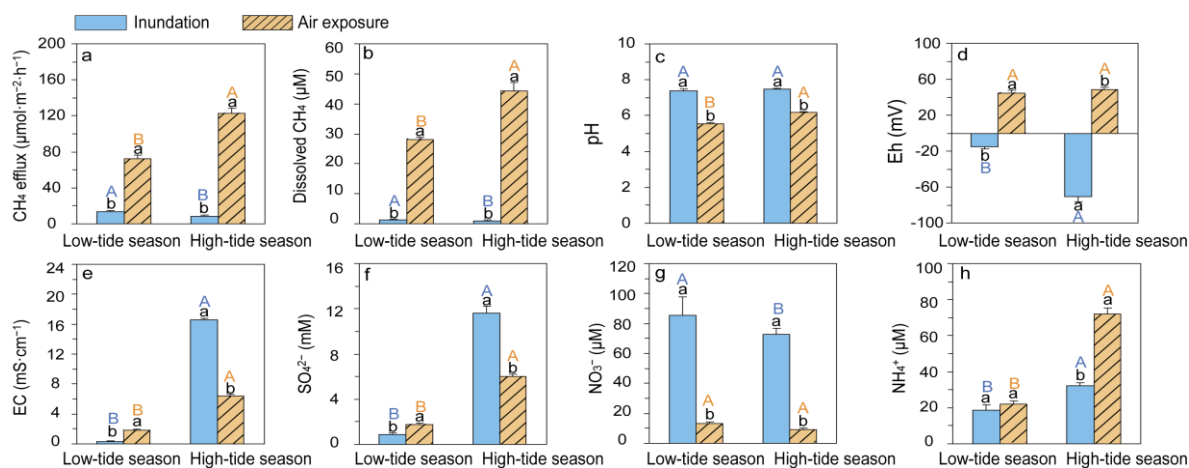 Inundation Air exposure
a
CH₄ efflux (μmol·m⁻²·h⁻¹)
200
160
120
80
40
0
A
b
B
a
B
b
A
a
Low-tide season High-tide season
b
Dissolved CH₄ (μM)
60
50
40
30
20
10
0
A
b
B
a
B
b
A
a
Low-tide season High-tide season
c
pH
10
8
6
4
2
0
A
a
B
b
A
a
A
b
Low-tide season High-tide season
d
Eh (mV)
100
60
20
-20
-60
-100
b
B
A
a
a
A
A
b
Low-tide season High-tide season
e
EC (mS·cm⁻¹)
24
20
16
12
8
4
0
B
b
B
a
A
a
A
b
Low-tide season High-tide season
f
SO₄²⁻ (mM)
16
12
8
4
0
B
b
B
a
A
a
A
b
Low-tide season High-tide season
g
NO₃⁻ (μM)
120
100
80
60
40
20
0
A
a
A
b
B
a
A
b
Low-tide season High-tide season
h
NH₄⁺ (μM)
100
80
60
40
20
0
B
a
B
a
A
b
A
a
Low-tide season High-tide season